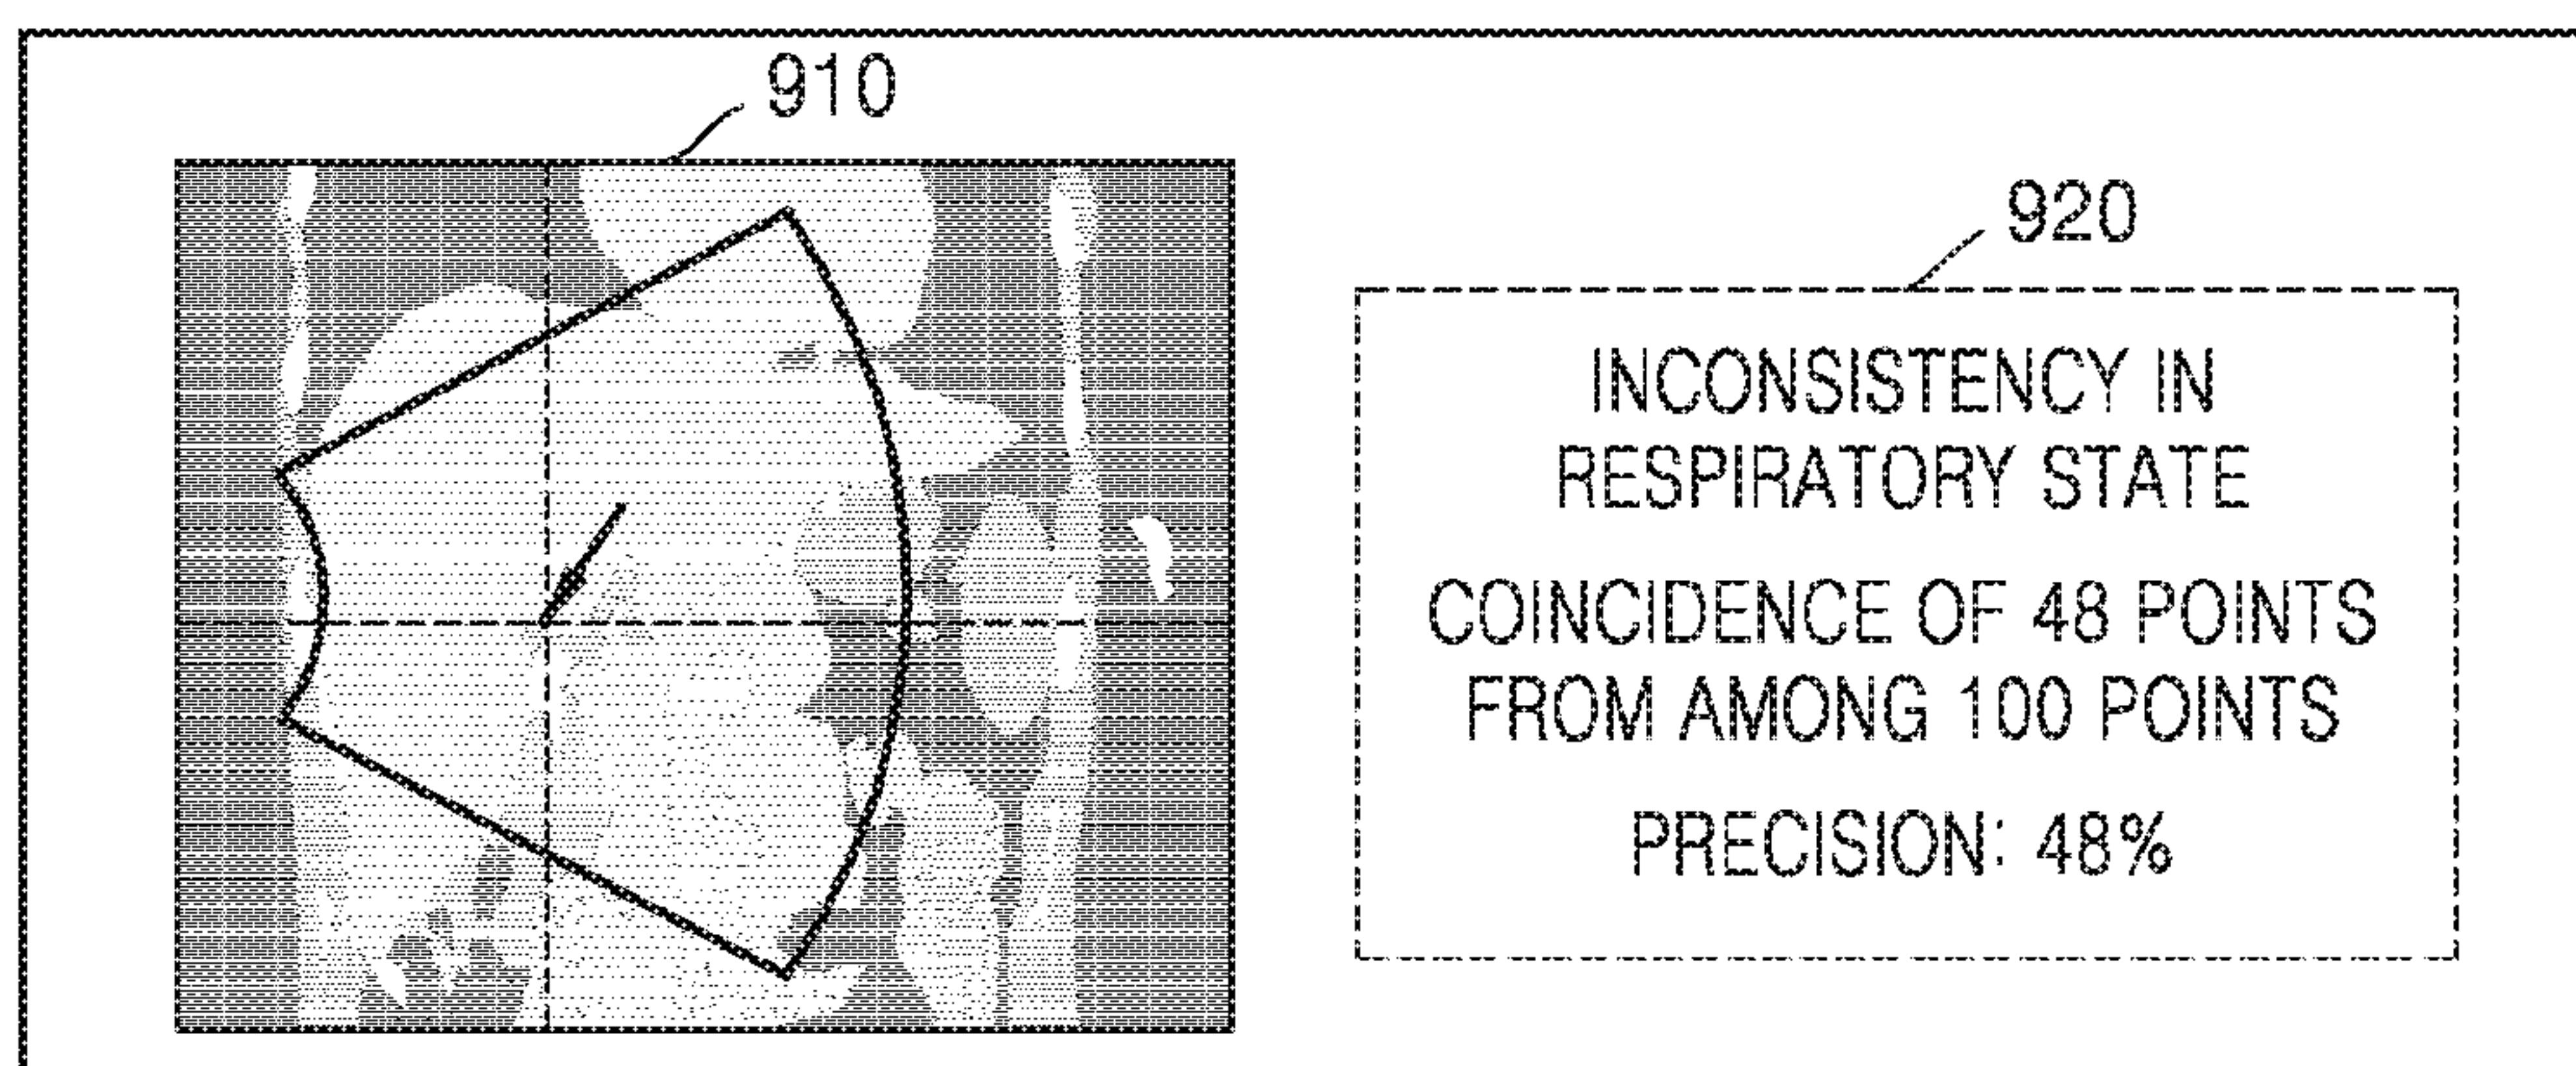 910
920
INCONSISTENCY IN
RESPIRATORY STATE
COINCIDENCE OF 48 POINTS
FROM AMONG 100 POINTS
PRECISION: 48%